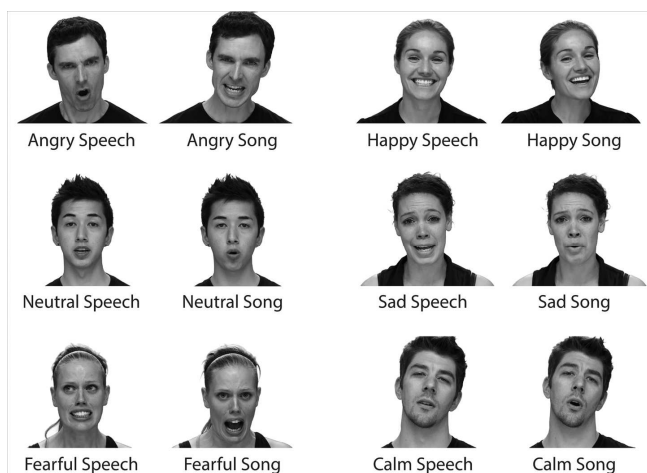 Angry Speech Angry Song Happy Speech Happy Song
Neutral Speech Neutral Song Sad Speech Sad Song
Fearful Speech Fearful Song Calm Speech Calm Song